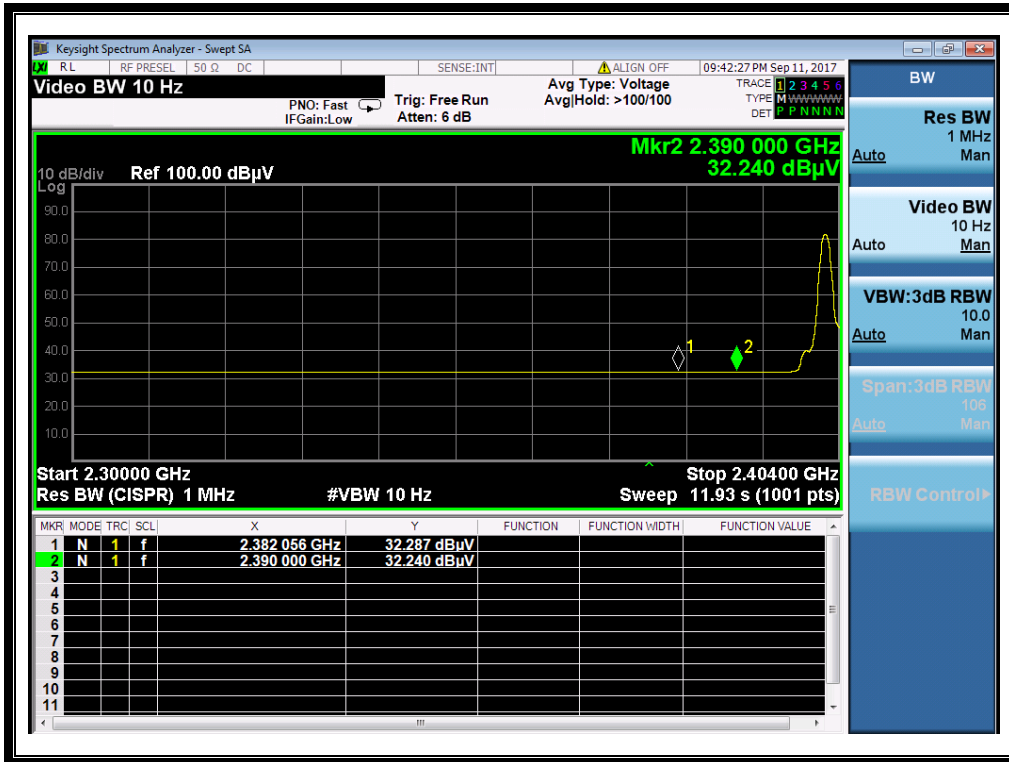 Keysight Spectrum Analyzer - Swept SA
LXI RL RF PRESEL 50 Ω DC SENSE:INT ALIGN OFF 09:42:27 PM Sep 11, 2017
Video BW 10 Hz
PNO: Fast
IFGain:Low
Trig: Free Run
Atten: 6 dB
Avg Type: Voltage
Avg|Hold: >100/100
TRACE 1 2 3 4 5 6
TYPE M WWWWW
DET P P N N N N
Mkr2 2.390 000 GHz
32.240 dBµV
10 dB/div Ref 100.00 dBµV
Log
90.0
80.0
70.0
60.0
50.0
40.0
30.0
20.0
10.0
1
2
Start 2.30000 GHz Stop 2.40400 GHz
Res BW (CISPR) 1 MHz #VBW 10 Hz Sweep 11.93 s (1001 pts)
MKR MODE TRC SCL X Y FUNCTION FUNCTION WIDTH FUNCTION VALUE
1 N 1 f 2.382 056 GHz 32.287 dBµV
2 N 1 f 2.390 000 GHz 32.240 dBµV
3
4
5
6
7
8
9
10
11
BW
Res BW
1 MHz
Auto Man
Video BW
10 Hz
Auto Man
VBW:3dB RBW
10.0
Auto Man
Span:3dB RBW
106
Auto Man
RBW Control